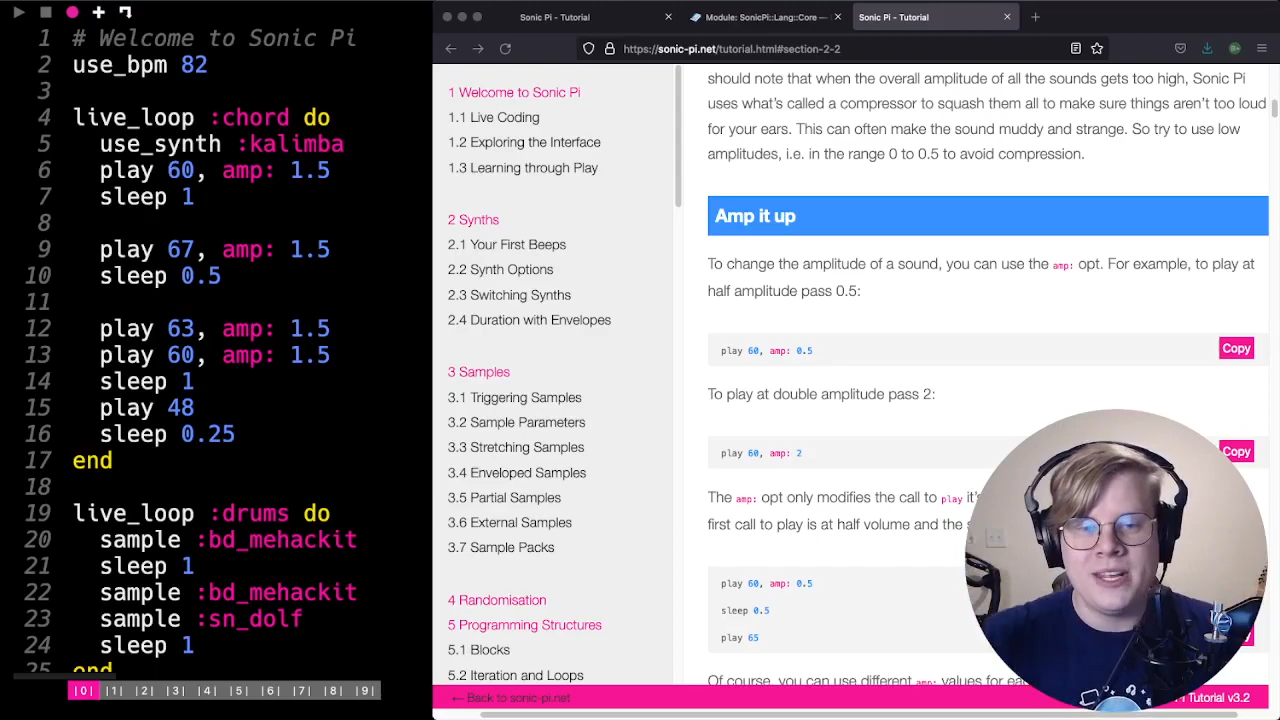 1 # Welcome to Sonic Pi
2 use_bpm 82
3
4 live_loop :chord do
5 use_synth :kalimba
6 play 60, amp: 1.5
7 sleep 1
8
9 play 67, amp: 1.5
10 sleep 0.5
11
12 play 63, amp: 1.5
13 play 60, amp: 1.5
14 sleep 1
15 play 48
16 sleep 0.25
17 end
18
19 live_loop :drums do
20 sample :bd_mehackit
21 sleep 1
22 sample :bd_mehackit
23 sample :sn_dolf
24 sleep 1
25 end
|0| |1| |2| |3| |4| |5| |6| |7| |8| |9|
Sonic Pi - Tutorial
Module: SonicPi::Lang::Core —
Sonic Pi - Tutorial
https://sonic-pi.net/tutorial.html#section-2-2
1 Welcome to Sonic Pi
1.1 Live Coding
1.2 Exploring the Interface
1.3 Learning through Play
2 Synths
2.1 Your First Beeps
2.2 Synth Options
2.3 Switching Synths
2.4 Duration with Envelopes
3 Samples
3.1 Triggering Samples
3.2 Sample Parameters
3.3 Stretching Samples
3.4 Enveloped Samples
3.5 Partial Samples
3.6 External Samples
3.7 Sample Packs
4 Randomisation
5 Programming Structures
5.1 Blocks
5.2 Iteration and Loops
should note that when the overall amplitude of all the sounds gets too high, Sonic Pi
uses what's called a compressor to squash them all to make sure things aren't too loud
for your ears. This can often make the sound muddy and strange. So try to use low
amplitudes, i.e. in the range 0 to 0.5 to avoid compression.
Amp it up
To change the amplitude of a sound, you can use the amp: opt. For example, to play at
half amplitude pass 0.5:
play 60, amp: 0.5
Copy
To play at double amplitude pass 2:
play 60, amp: 2
Copy
The amp: opt only modifies the call to play it's
first call to play is at half volume and the
play 60, amp: 0.5
sleep 0.5
play 65
Of course, you can use different amp: values for
← Back to sonic-pi.net
Tutorial v3.2